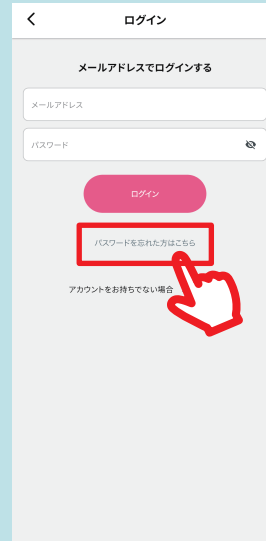 ログイン
メールアドレスでログインする
メールアドレス
パスワード
ログイン
パスワードを忘れた方はこちら
アカウントをお持ちでない場合